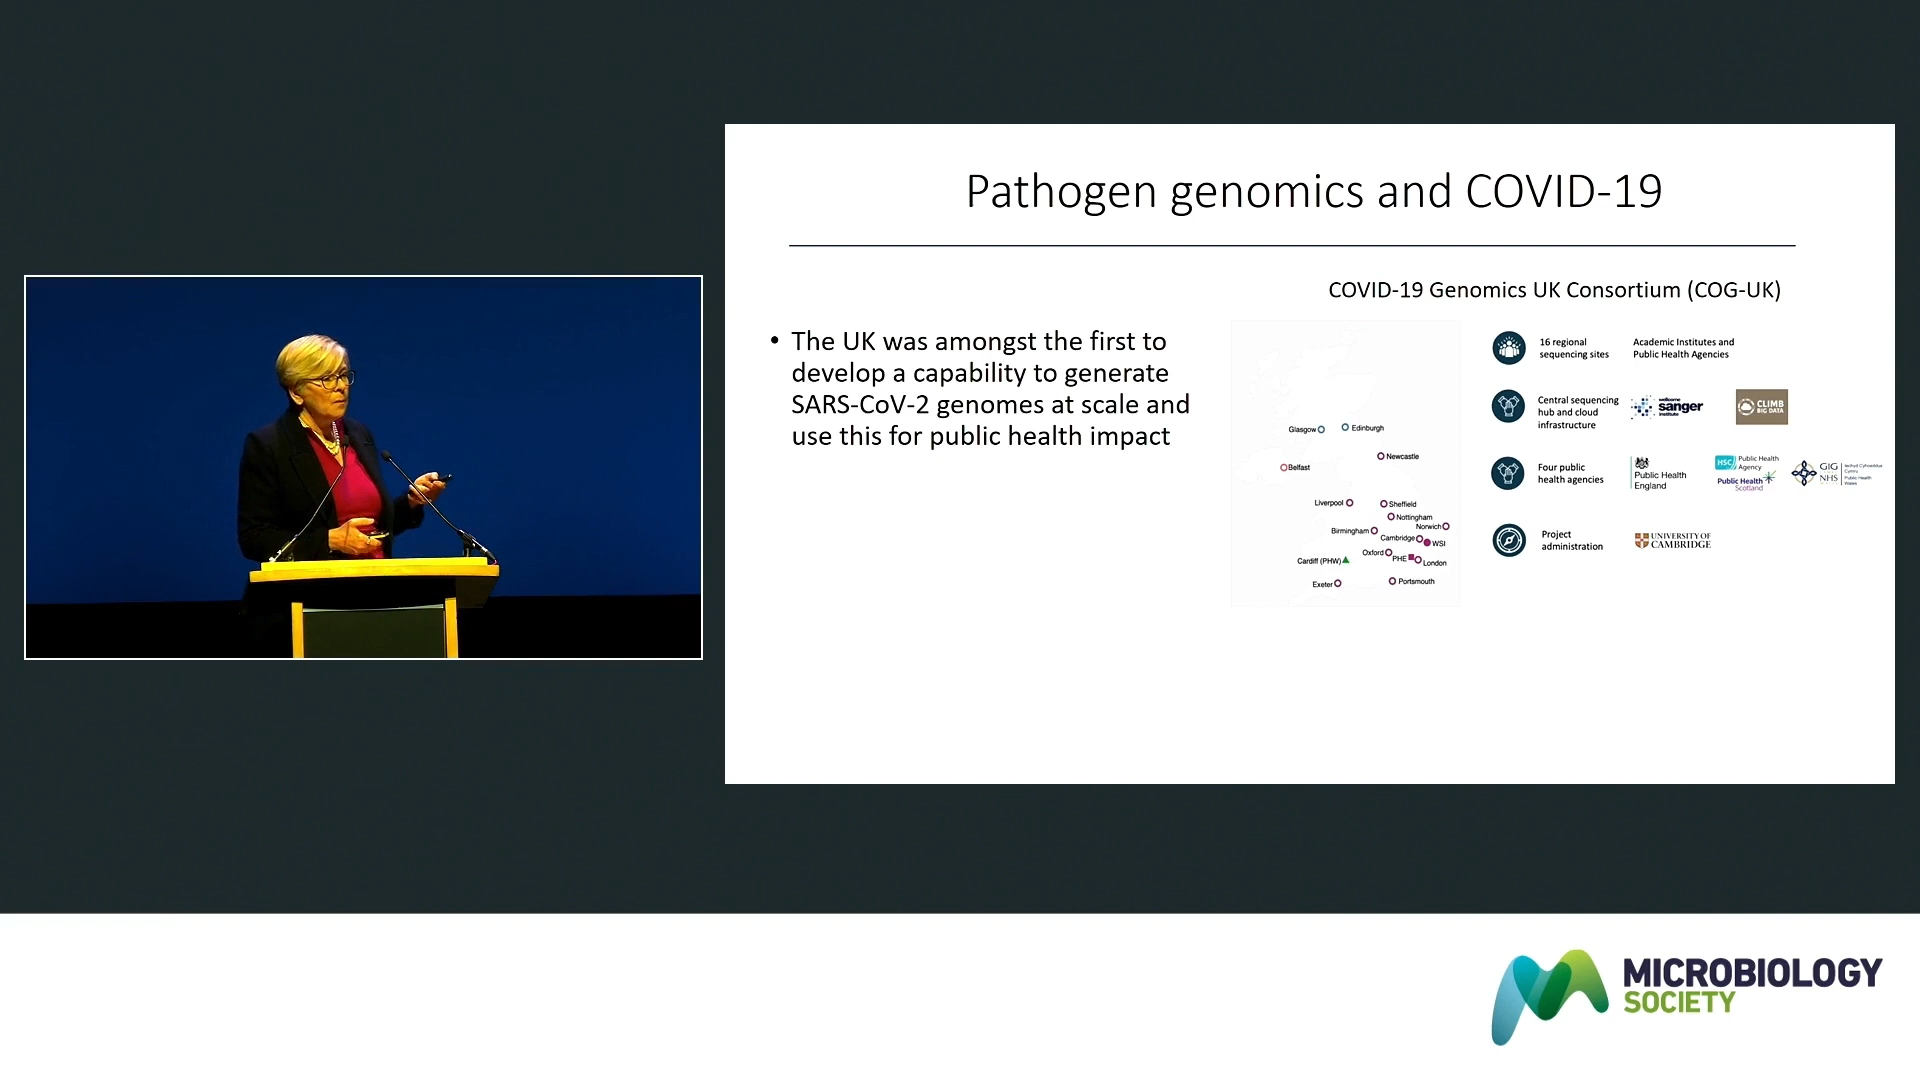 Pathogen genomics and COVID-19
COVID-19 Genomics UK Consortium (COG-UK)
• The UK was amongst the first to
develop a capability to generate
SARS-CoV-2 genomes at scale and
use this for public health impact
Glasgow
Edinburgh
Newcastle
Belfast
Liverpool
Sheffield
Nottingham
Norwich
Birmingham
Cambridge
WSI
Oxford
PHE
London
Cardiff (PHW)
Exeter
Portsmouth
16 regional
sequencing sites
Academic Institutes and
Public Health Agencies
Central sequencing
hub and cloud
infrastructure
wellcome
sanger
institute
CLIMB
BIG DATA
Four public
health agencies
Public Health
England
HSC Public Health
Agency
Public Health
Scotland
GIG
NHS
Iechyd Cyhoeddus
Cymru
Public Health
Wales
Project
administration
UNIVERSITY OF
CAMBRIDGE
MICROBIOLOGY
SOCIETY